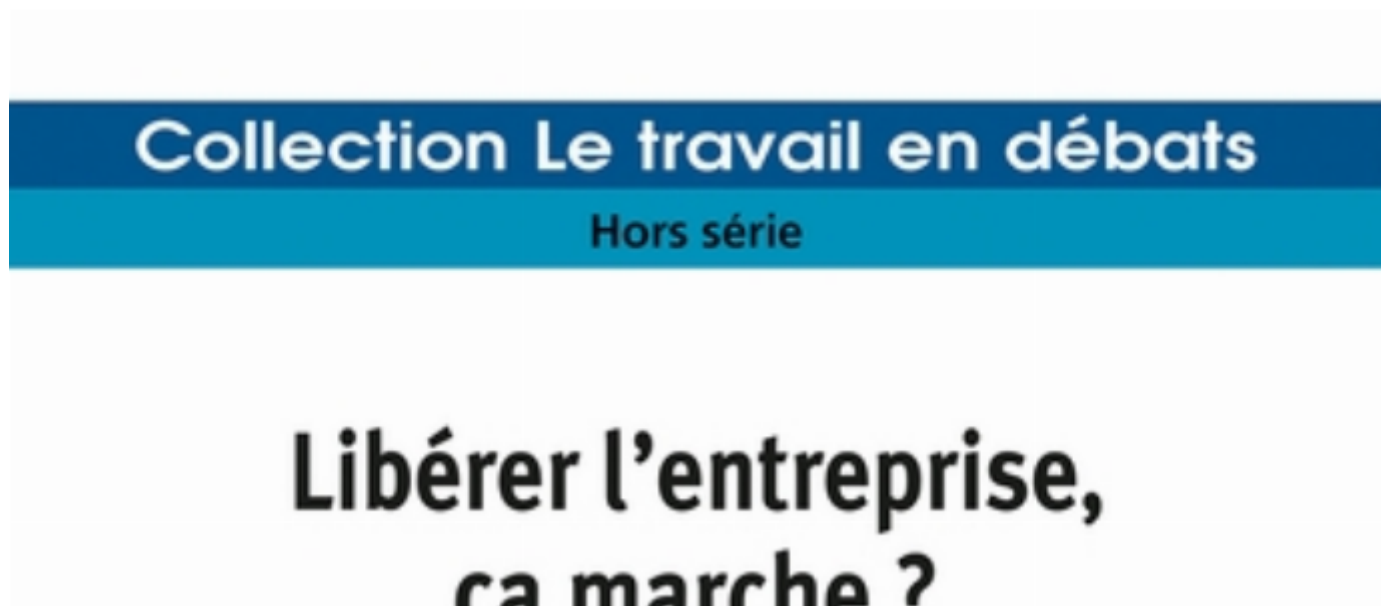 Collection Le travail en débats
Hors série
Libérer l’entreprise,
ça marche ?